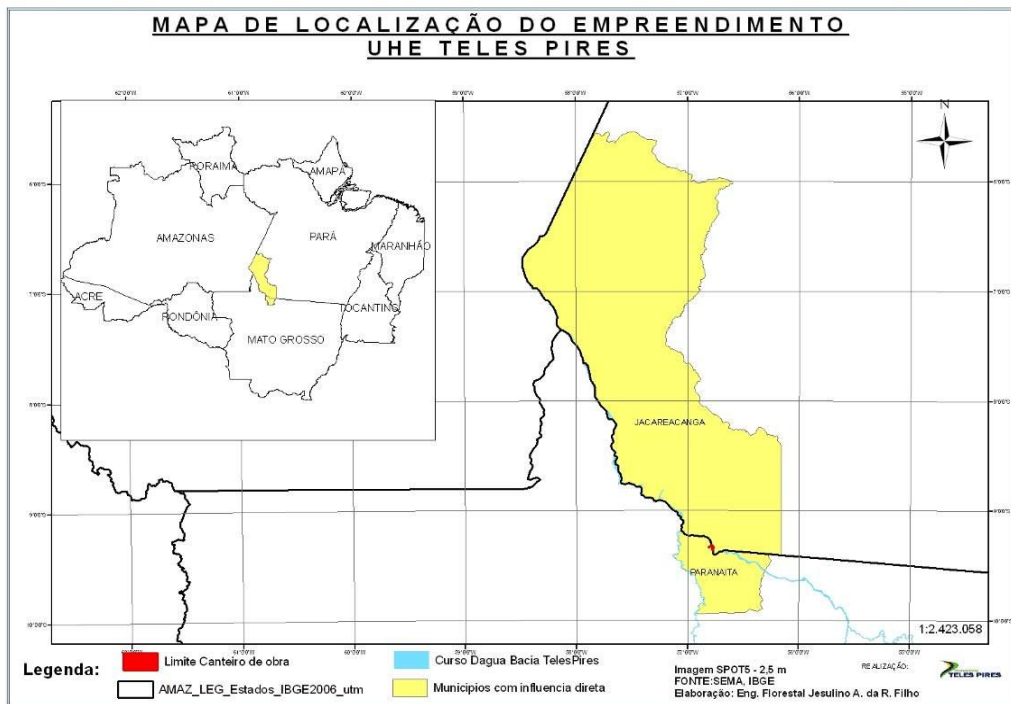 MAPA DE LOCALIZAÇÃO DO EMPREENDIMENTO
UHE TELES PIRES
N
RORAIMA
AMAPÁ
AMAZONAS
PARÁ
MARANHÃO
ACRE
RONDÔNIA
TOCANTINS
MATO GROSSO
JACAREACANGA
PARANAITA
1:2.423.058
Legenda:
Limite Canteiro de obra
Curso Dagua Bacia TelesPires
AMAZ_LEG_Estados_IBGE2006_utm
Municipios com influencia direta
Imagem SPOT5 - 2,5 m
FONTE:SEMA, IBGE
Elaboração: Eng. Florestal Jesulino A. da R. Filho
REALIZAÇÃO:
TELES PIRES